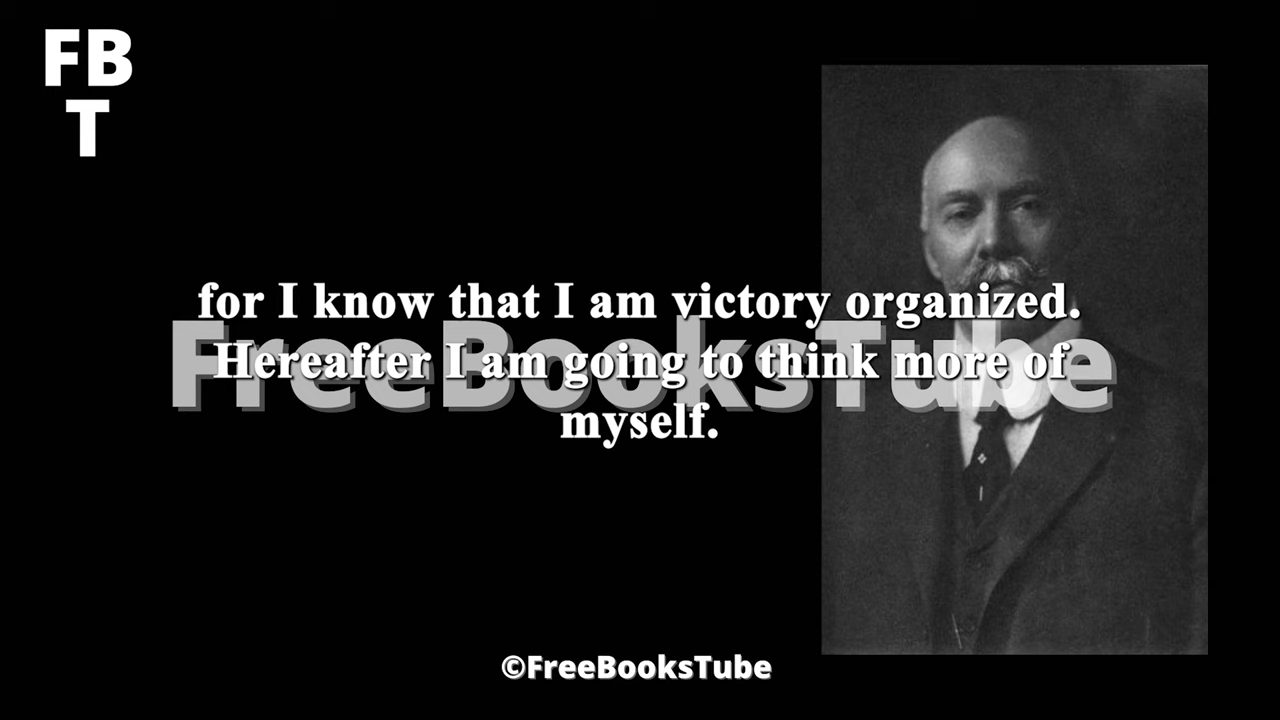 FB
T
for I know that I am victory organized.
FreeBooksTube
Hereafter I am going to think more of
myself.
©FreeBooksTube